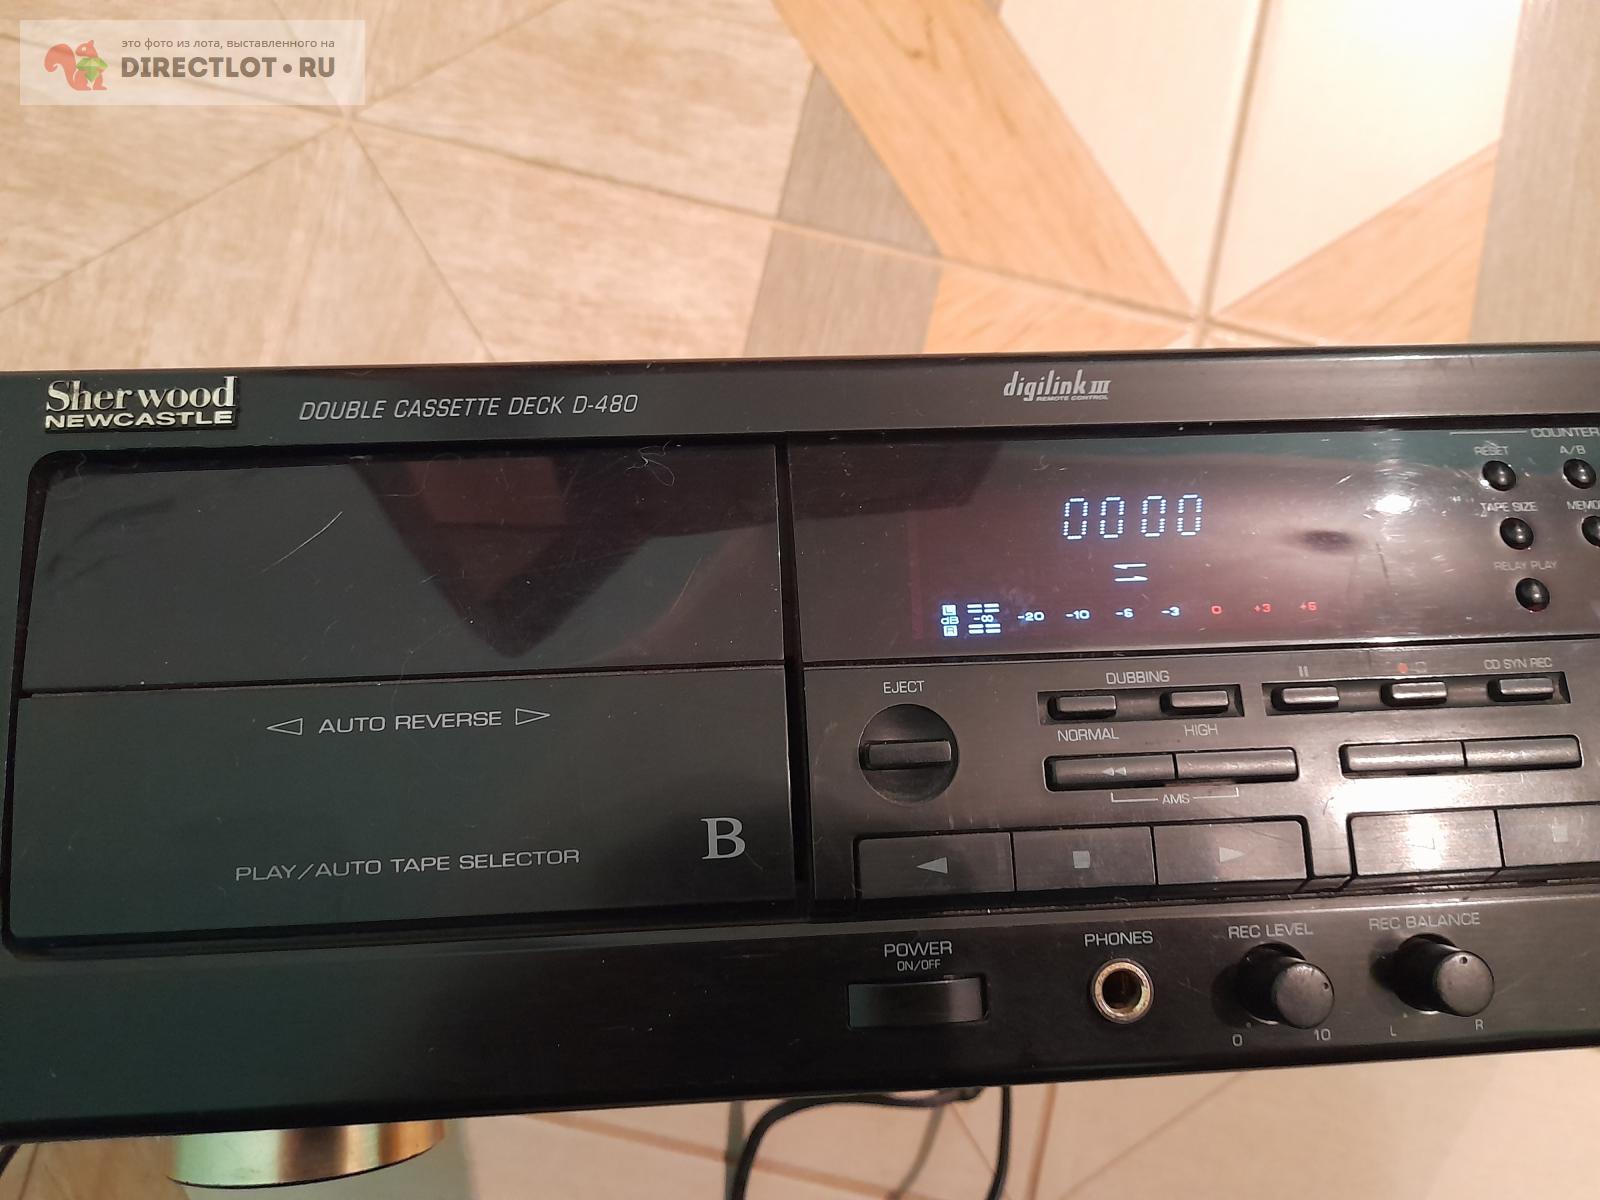 это фото из лота, выставленного на
DIRECTLOT•RU
Sherwood
NEWCASTLE
DOUBLE CASSETTE DECK D-480
digilink III
REMOTE CONTROL
COUNTER
RESET
A/B
TAPE SIZE
MEMO
RELAY PLAY
0000
L
dB
R
-∞ -20 -10 -6 -3 0 +3 +6
EJECT
DUBBING
NORMAL
HIGH
CD SYN REC
AMS
AUTO REVERSE
B
PLAY/AUTO TAPE SELECTOR
POWER
ON/OFF
PHONES
REC LEVEL
0
10
REC BALANCE
L
R